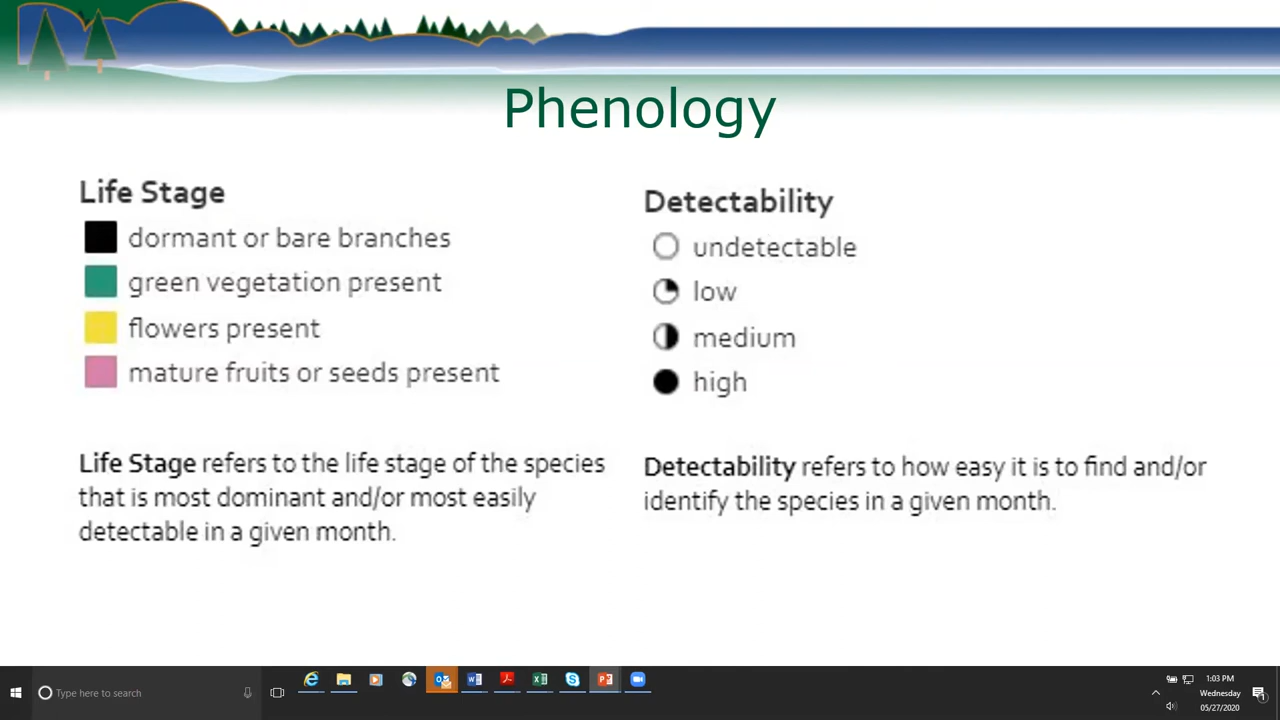 Phenology
Life Stage
dormant or bare branches
green vegetation present
flowers present
mature fruits or seeds present
Life Stage refers to the life stage of the species
that is most dominant and/or most easily
detectable in a given month.
Detectability
undetectable
low
medium
high
Detectability refers to how easy it is to find and/or
identify the species in a given month.
Type here to search
1:03 PM
Wednesday
05/27/2020